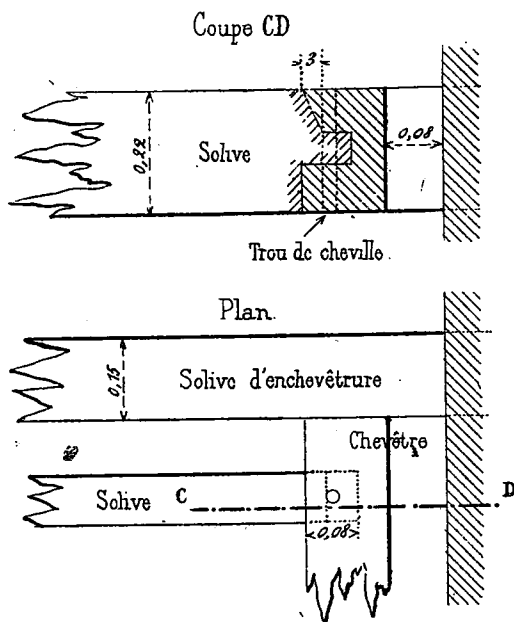 Coupe CD
3
Solive
0,22
0,08
Trou de cheville.
Plan.
0,15
Solive d'enchevêtrure
Chevêtre
Solive
C
D
0,08